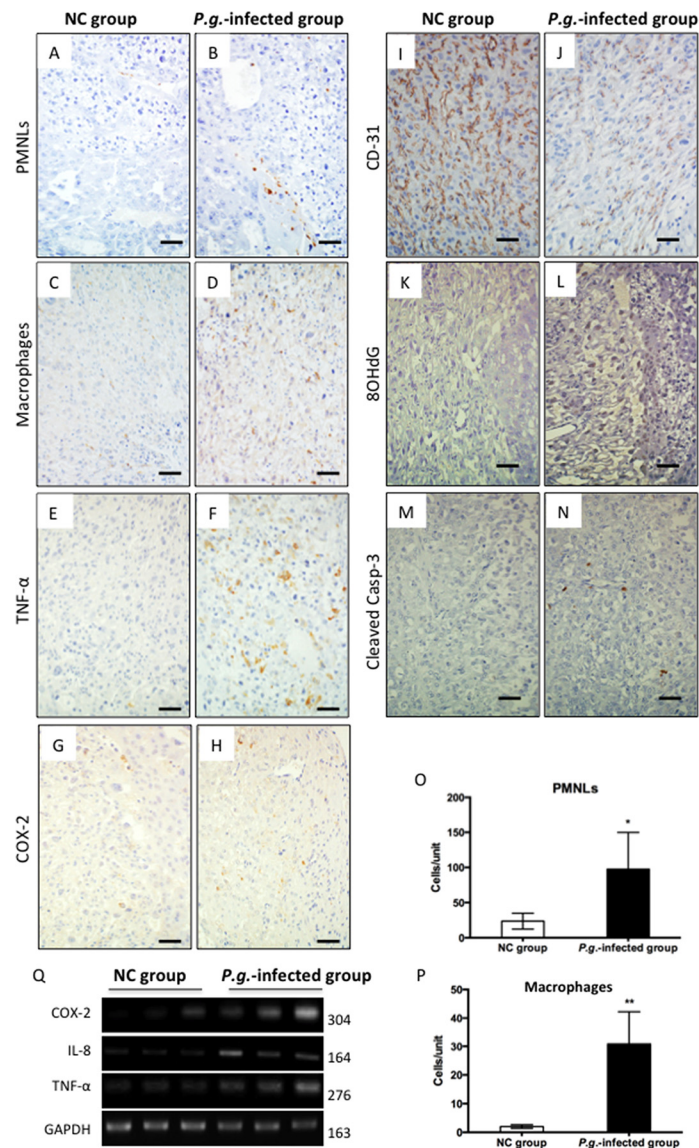 NC group P.g.-infected group
NC group P.g.-infected group
A
B
PMNLs
C
D
Macrophages
E
F
TNF-α
G
H
COX-2
I
J
CD-31
K
L
8OHdG
M
N
Cleaved Casp-3
O
PMNLs
Cells/unit
200
150
100
50
0
*
NC group P.g.-infected group
P
Macrophages
Cells/unit
50
40
30
20
10
0
**
NC group P.g.-infected group
Q
NC group P.g.-infected group
COX-2 304
IL-8 164
TNF-α 276
GAPDH 163